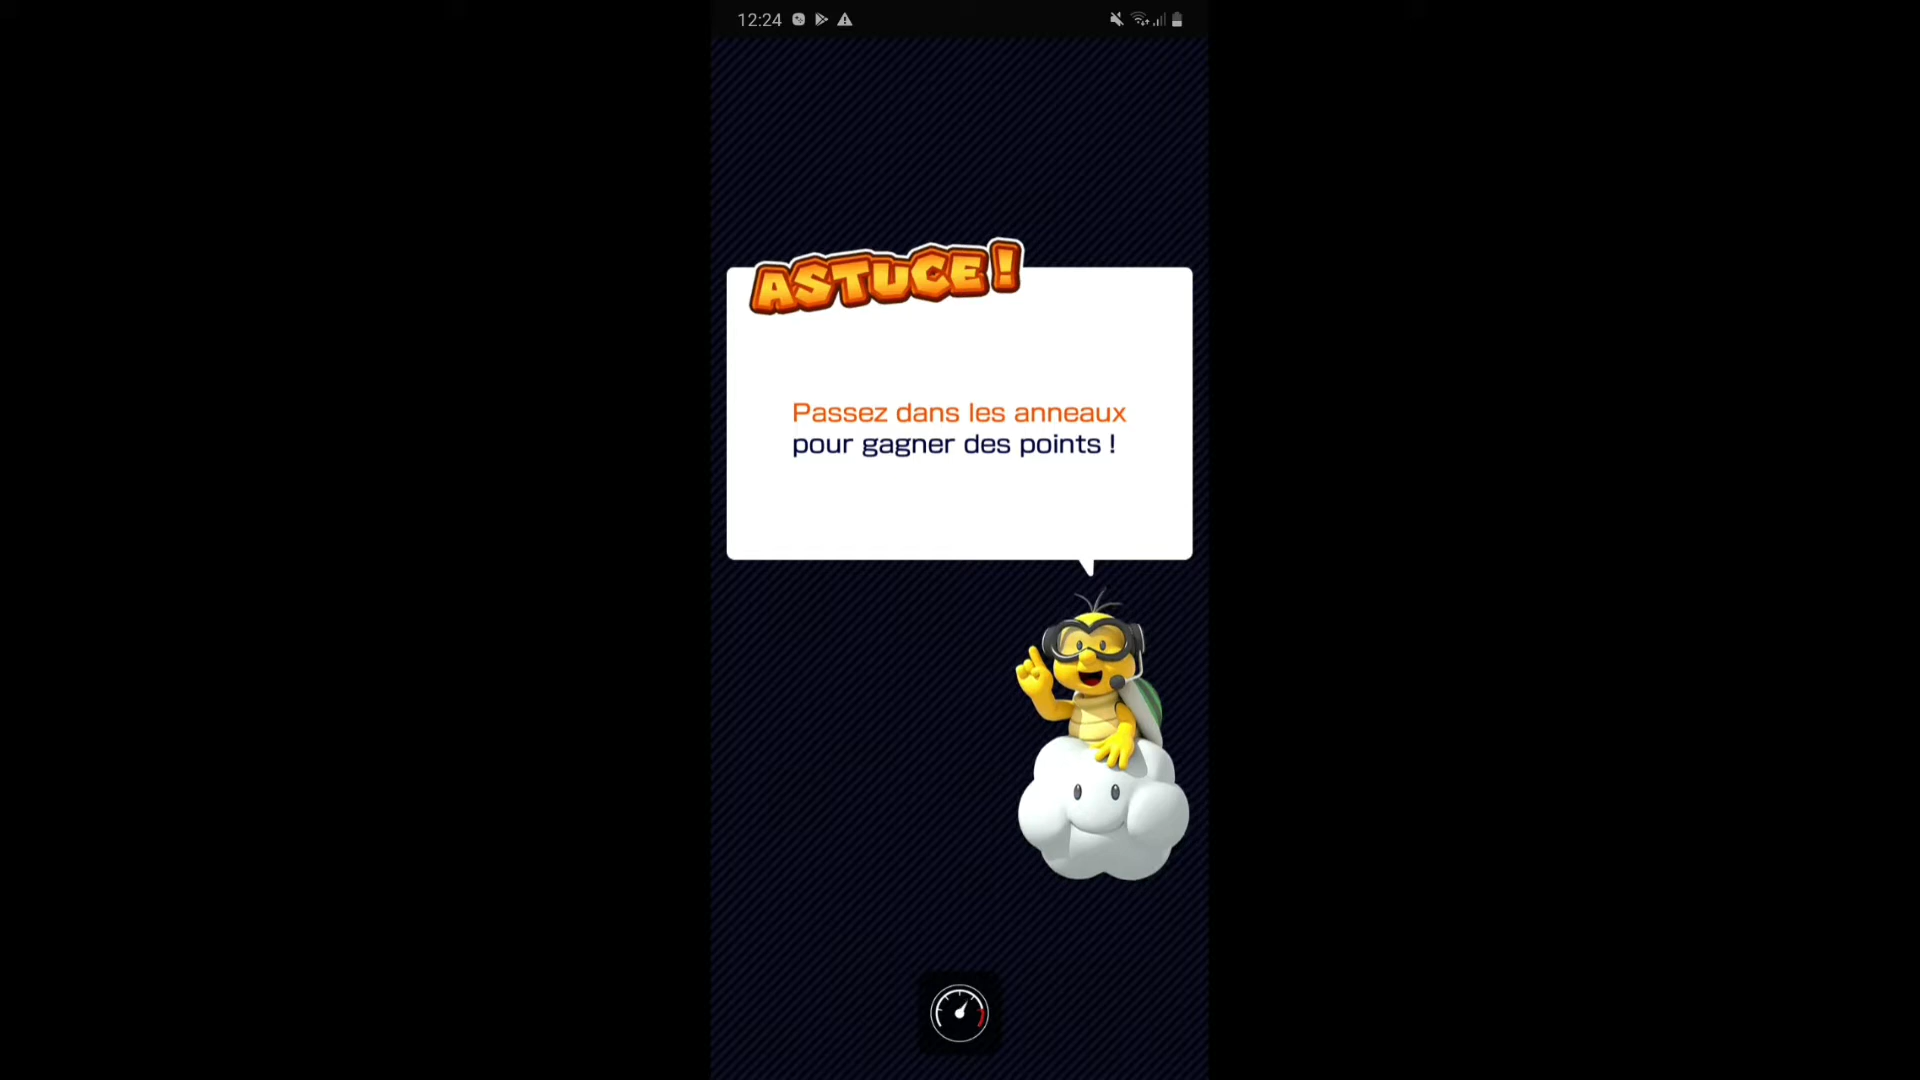 12:24
ASTUCE !
Passez dans les anneaux
pour gagner des points !